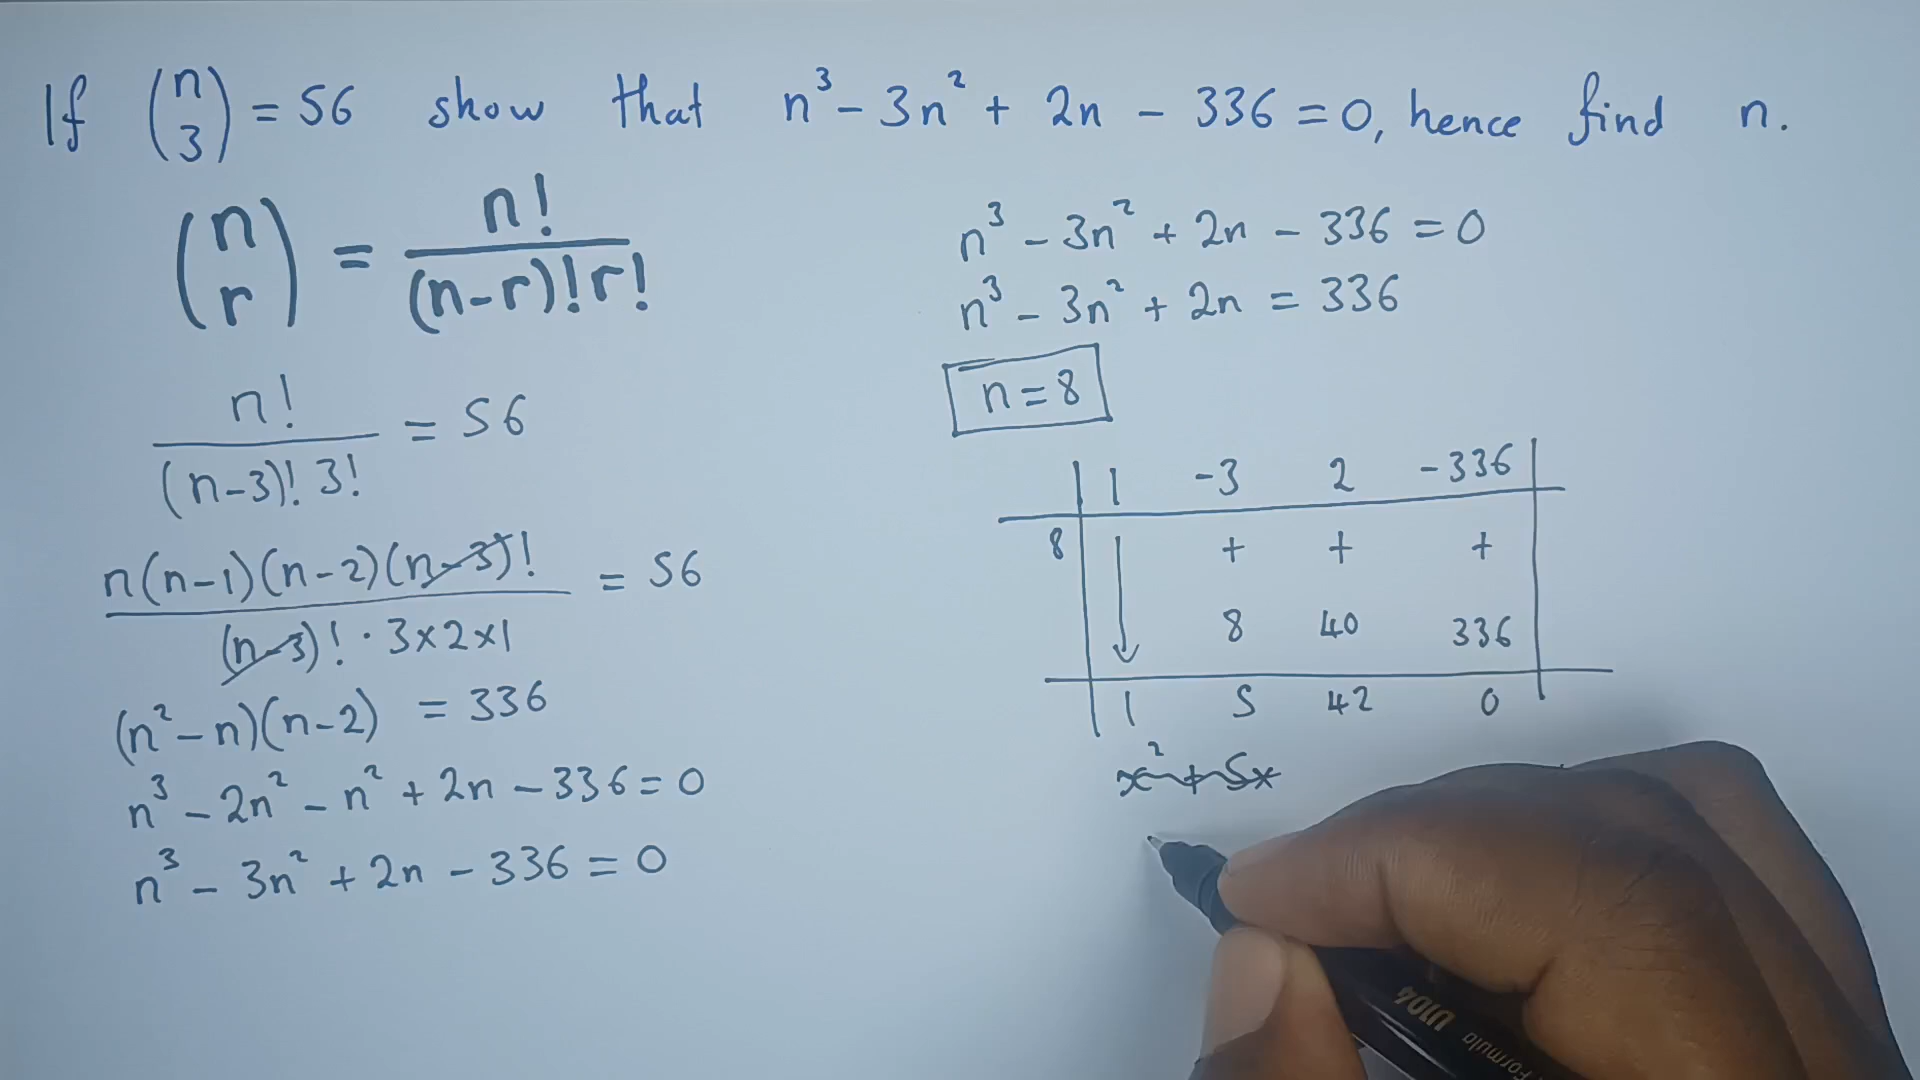 If (n 3) = 56 show that n³ - 3n² + 2n - 336 = 0, hence find n.
(n r) = n! / (n-r)! r!
n! / (n-3)! 3! = 56
n(n-1)(n-2)(n-3)! / (n-3)! · 3×2×1 = 56
(n² - n)(n-2) = 336
n³ - 2n² - n² + 2n - 336 = 0
n³ - 3n² + 2n - 336 = 0
n³ - 3n² + 2n - 336 = 0
n³ - 3n² + 2n = 336
n = 8
1 -3 2 -336
8 + + +
8 40 336
1 5 42 0
x² + 5x
U104 Formula